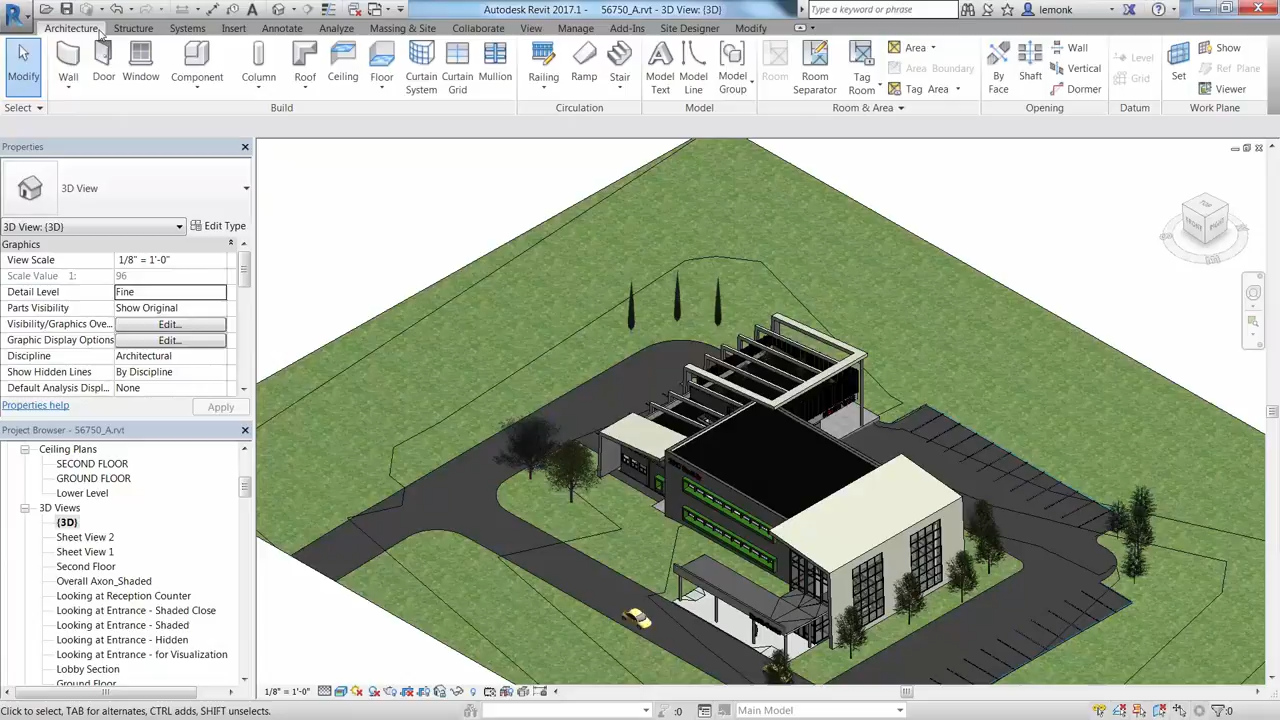 Autodesk Revit 2017.1 - 56750_A.rvt - 3D View: {3D}
Type a keyword or phrase
lemonk
Architecture Structure Systems Insert Annotate Analyze Massing & Site Collaborate View Manage Add-Ins Site Designer Modify
Modify Wall Door Window Component Column Roof Ceiling Floor Curtain System Curtain Grid Mullion Railing Ramp Stair Model Text Model Line Model Group Room Room Separator Tag Room Area Area Boundary Tag Area By Face Shaft Wall Vertical Dormer Level Grid Set Show Ref Plane Viewer
Select Build Circulation Model Room & Area Opening Datum Work Plane
Properties
3D View
3D View: {3D} Edit Type
Graphics
View Scale 1/8" = 1'-0"
Scale Value 1: 96
Detail Level Fine
Parts Visibility Show Original
Visibility/Graphics Ove... Edit...
Graphic Display Options Edit...
Discipline Architectural
Show Hidden Lines By Discipline
Default Analysis Displ... None
Properties help Apply
Project Browser - 56750_A.rvt
Ceiling Plans
SECOND FLOOR
GROUND FLOOR
Lower Level
3D Views
{3D}
Sheet View 2
Sheet View 1
Second Floor
Overall Axon_Shaded
Looking at Reception Counter
Looking at Entrance - Shaded Close
Looking at Entrance - Shaded
Looking at Entrance - Hidden
Looking at Entrance - for Visualization
Lobby Section
Ground Floor
TOP
FRONT RIGHT
1/8" = 1'-0"
Click to select, TAB for alternates, CTRL adds, SHIFT unselects.
:0
Main Model
:0